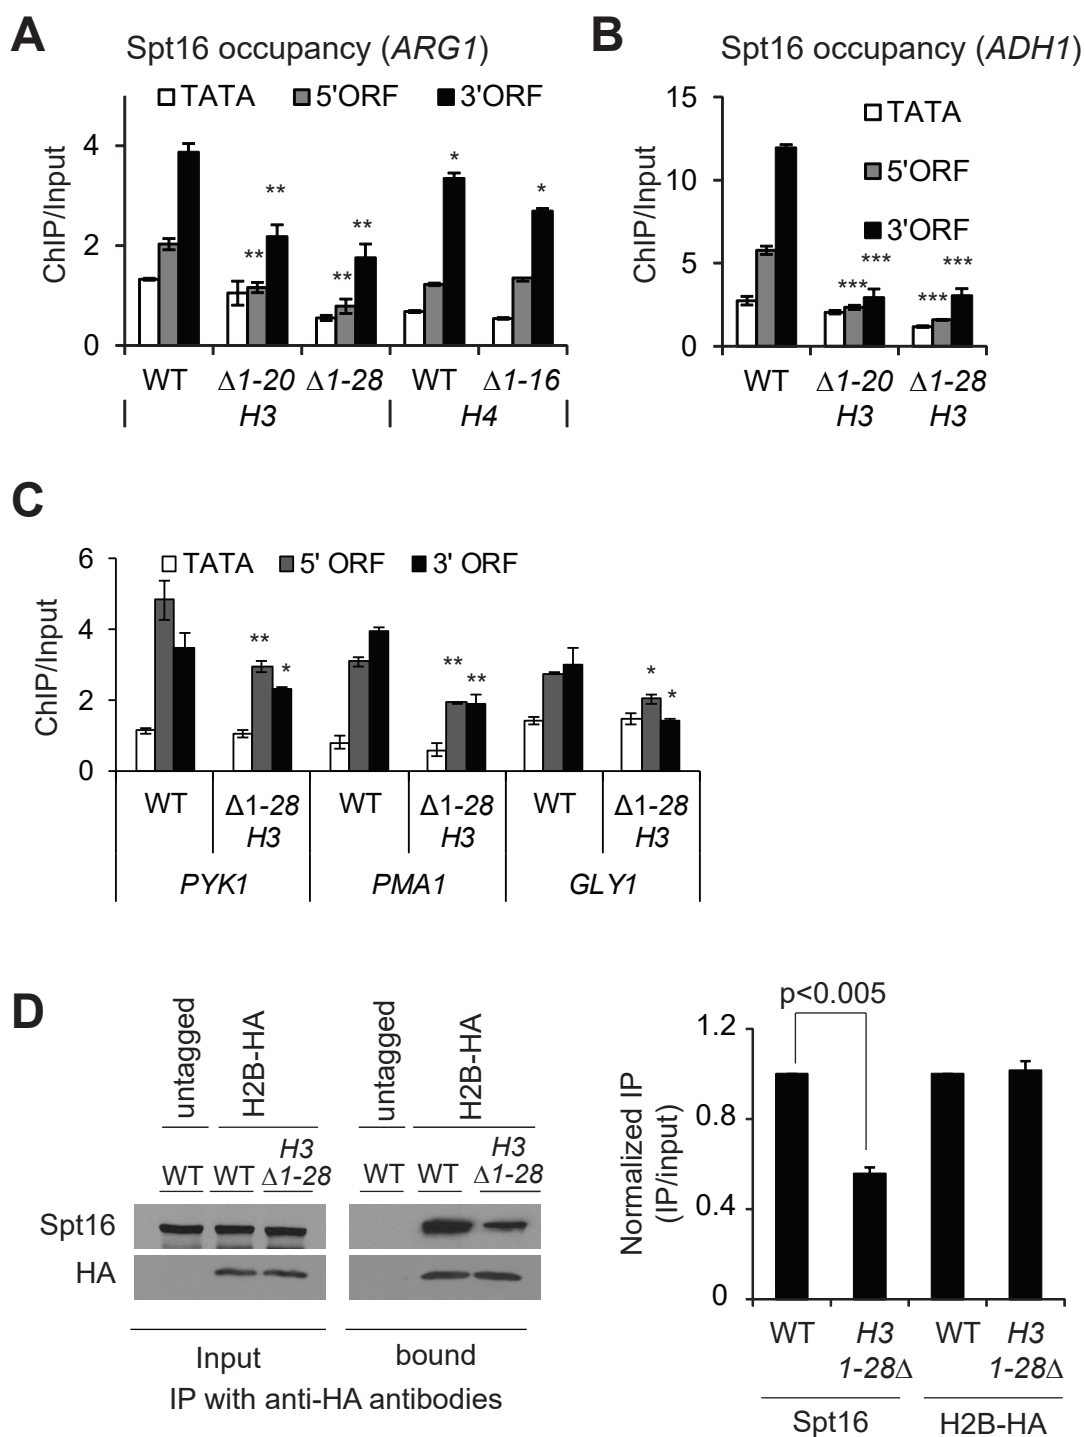 A
Spt16 occupancy (ARG1)
TATA 5'ORF 3'ORF
ChIP/Input
4
2
0
**
**
**
**
*
*
WT Δ1-20 Δ1-28 WT Δ1-16
H3 H4
B
Spt16 occupancy (ADH1)
15
10
5
0
ChIP/Input
TATA
5'ORF
3'ORF
***
***
***
***
WT Δ1-20 Δ1-28
H3 H3
C
TATA 5' ORF 3' ORF
ChIP/Input
6
4
2
0
**
*
**
**
*
*
WT Δ1-28 WT Δ1-28 WT Δ1-28
H3 H3 H3
PYK1 PMA1 GLY1
D
untagged
H2B-HA
untagged
H2B-HA
H3 H3
WT WT Δ1-28 WT WT Δ1-28
Spt16
HA
Input bound
IP with anti-HA antibodies
p<0.005
1.2
0.8
0.4
0
Normalized IP
(IP/input)
WT H3 WT H3
1-28Δ 1-28Δ
Spt16 H2B-HA